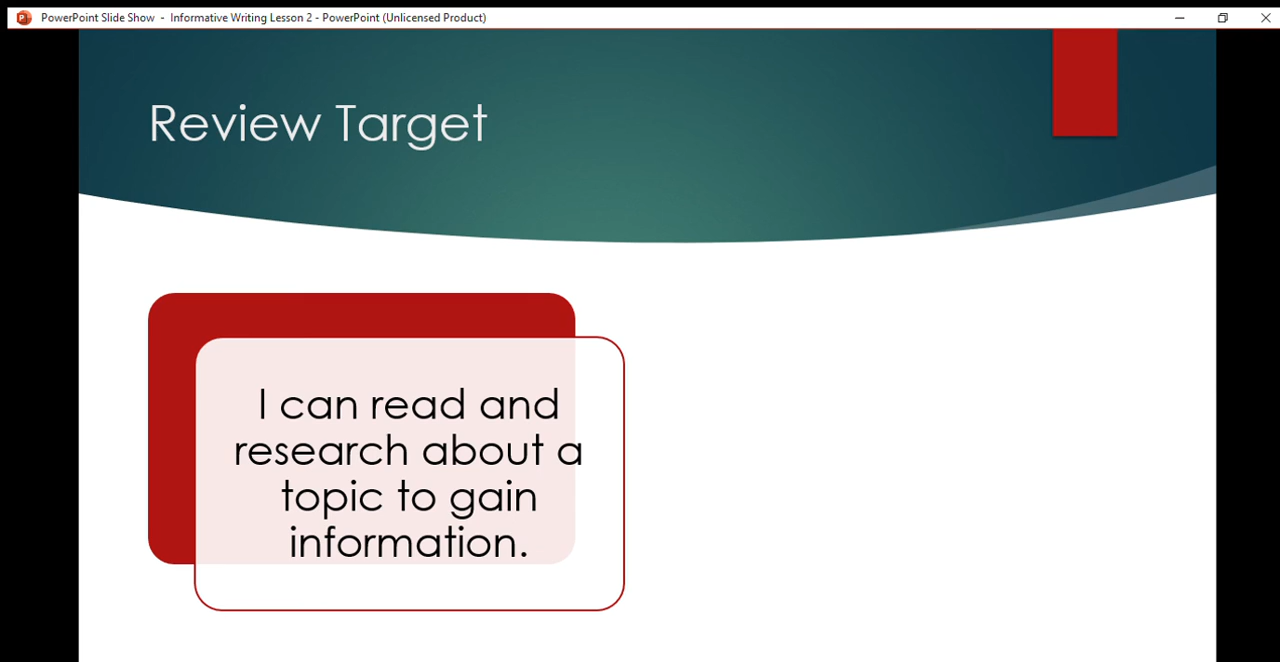 PowerPoint Slide Show - Informative Writing Lesson 2 - PowerPoint (Unlicensed Product)
Review Target
I can read and
research about a
topic to gain
information.